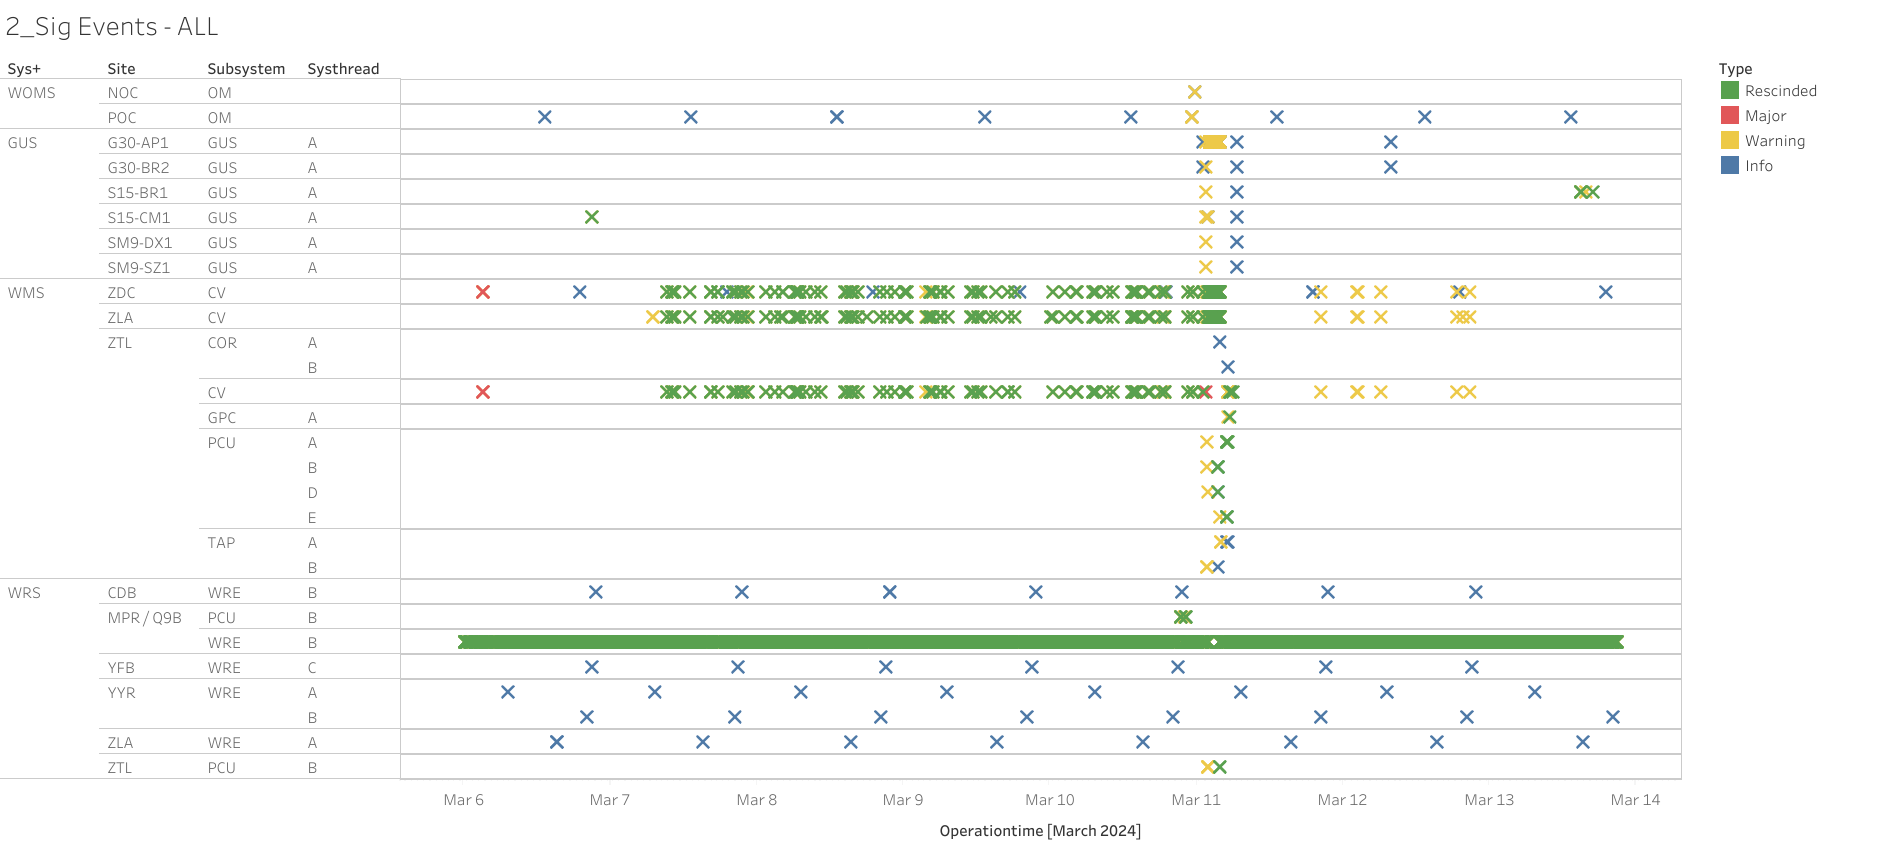 2_Sig Events - ALL
Sys+ Site Subsystem Systhread Type
WOMS NOC OM Rescinded
POC OM Major
GUS G30-AP1 GUS A Warning
G30-BR2 GUS A Info
S15-BR1 GUS A
S15-CM1 GUS A
SM9-DX1 GUS A
SM9-SZ1 GUS A
WMS ZDC CV
ZLA CV
ZTL COR A
B
CV
GPC A
PCU A
B
D
E
TAP A
B
WRS CDB WRE B
MPR / Q9B PCU B
WRE B
YFB WRE C
YYR WRE A
B
ZLA WRE A
ZTL PCU B
Mar 6 Mar 7 Mar 8 Mar 9 Mar 10 Mar 11 Mar 12 Mar 13 Mar 14
Operationtime [March 2024]